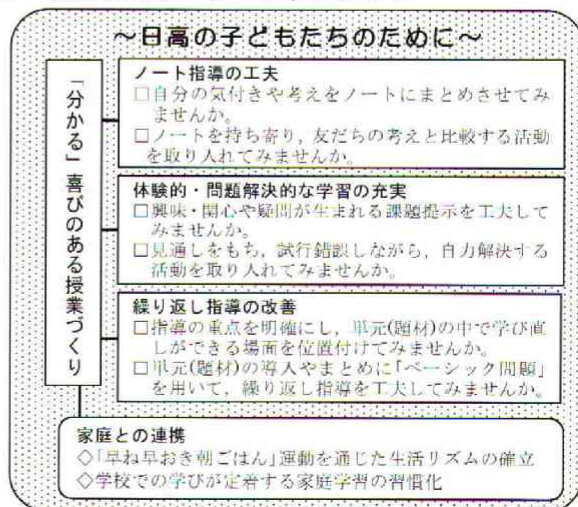 ～日高の子どもたちのために～
「分かる」喜びのある授業づくり
ノート指導の工夫
□自分の気付きや考えをノートにまとめさせてみ
ませんか。
□ノートを持ち寄り，友だちの考えと比較する活動
を取り入れてみませんか。
体験的・問題解決的な学習の充実
□興味・関心や疑問が生まれる課題提示を工夫して
みませんか。
□見通しをもち，試行錯誤しながら，自力解決する
活動を取り入れてみませんか。
繰り返し指導の改善
□指導の重点を明確にし，単元(題材)の中で学び直
しができる場面を位置付けてみませんか。
□単元(題材)の導入やまとめに「ベーシック問題」
を用いて，繰り返し指導を工夫してみませんか。
家庭との連携
◇「早ね早おき朝ごはん」運動を通じた生活リズムの確立
◇学校での学びが定着する家庭学習の習慣化